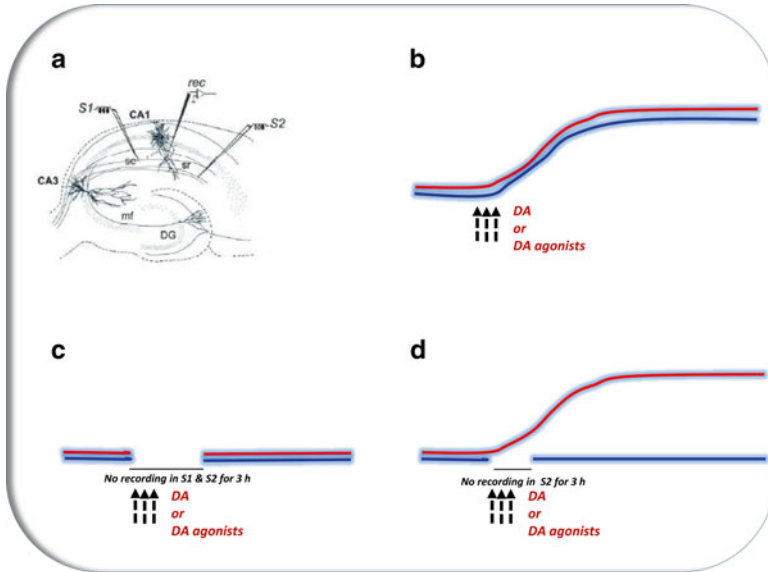 a
rec
S1
CA1
S2
sc
sr
CA3
mf
DG
b
DA
or
DA agonists
c
No recording in S1 & S2 for 3 h
DA
or
DA agonists
d
No recording in S2 for 3 h
DA
or
DA agonists